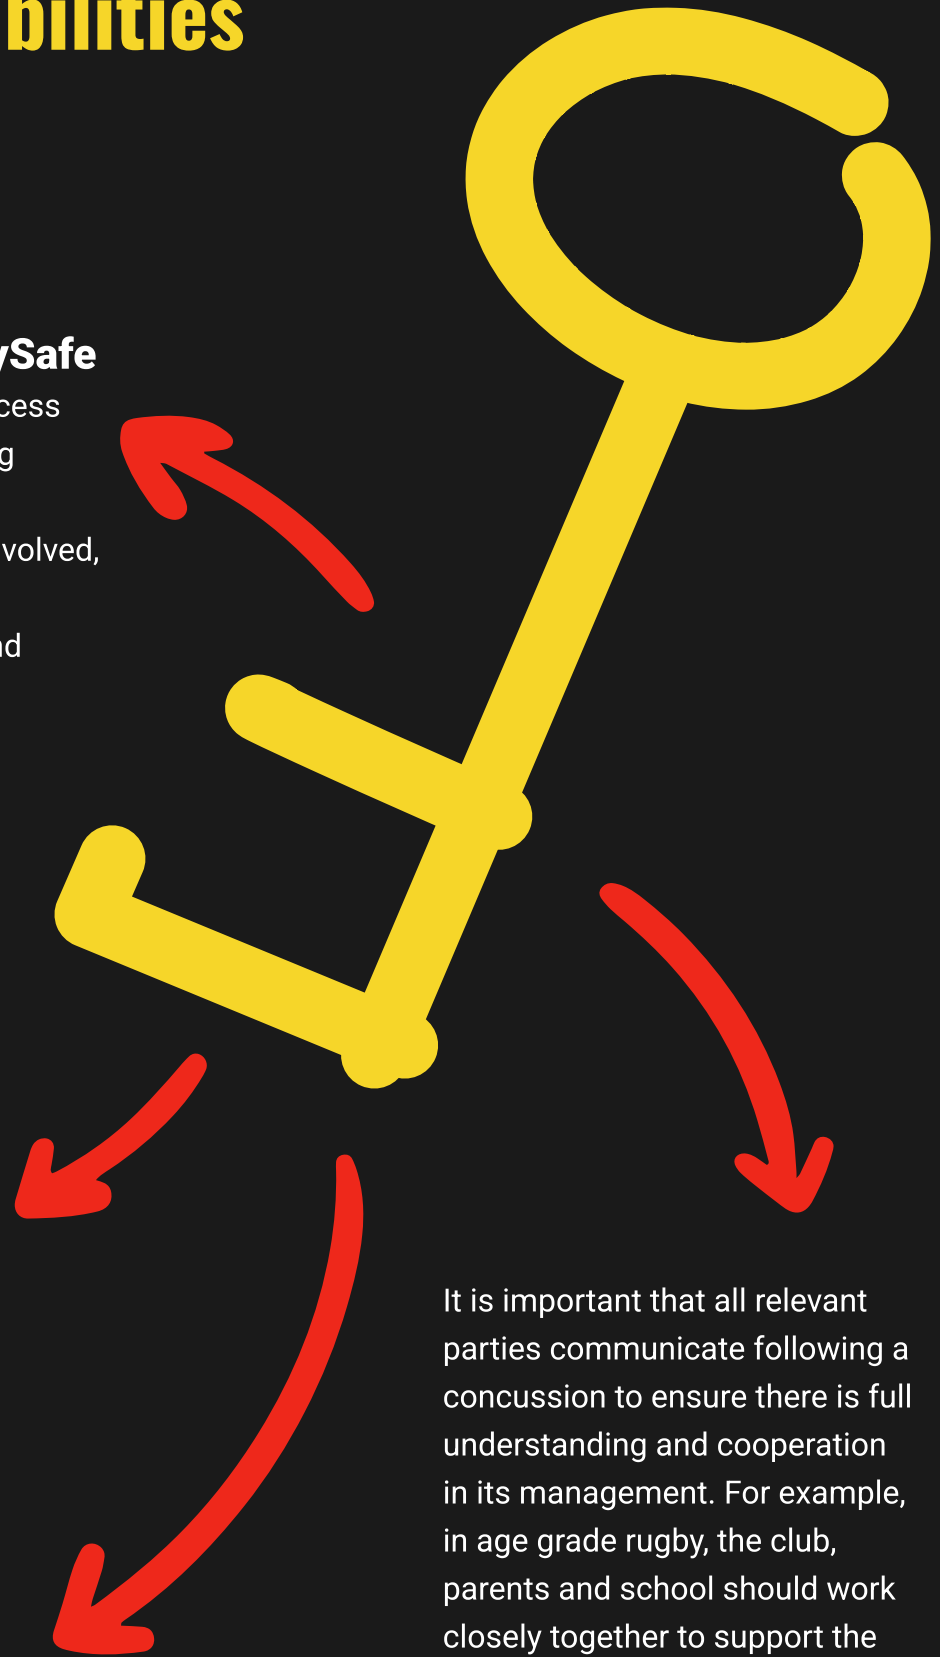 bilities
ySafe
cess
g
volved,
nd
It is important that all relevant
parties communicate following a
concussion to ensure there is full
understanding and cooperation
in its management. For example,
in age grade rugby, the club,
parents and school should work
closely together to support the